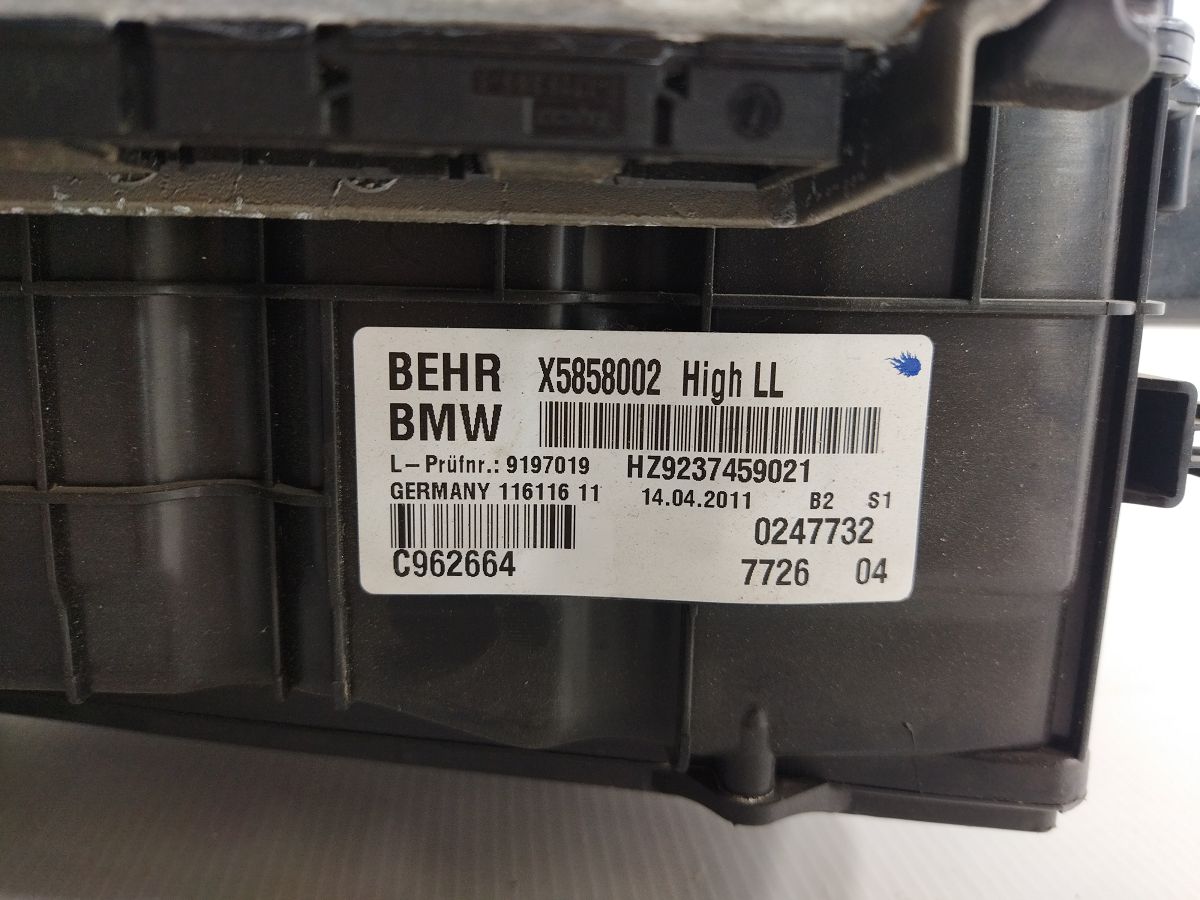 BEHR X5858002 High LL
BMW
L-Prüfnr.: 9197019 HZ9237459021
GERMANY 116116 11 14.04.2011 B2 S1
0247732
C962664 7726 04